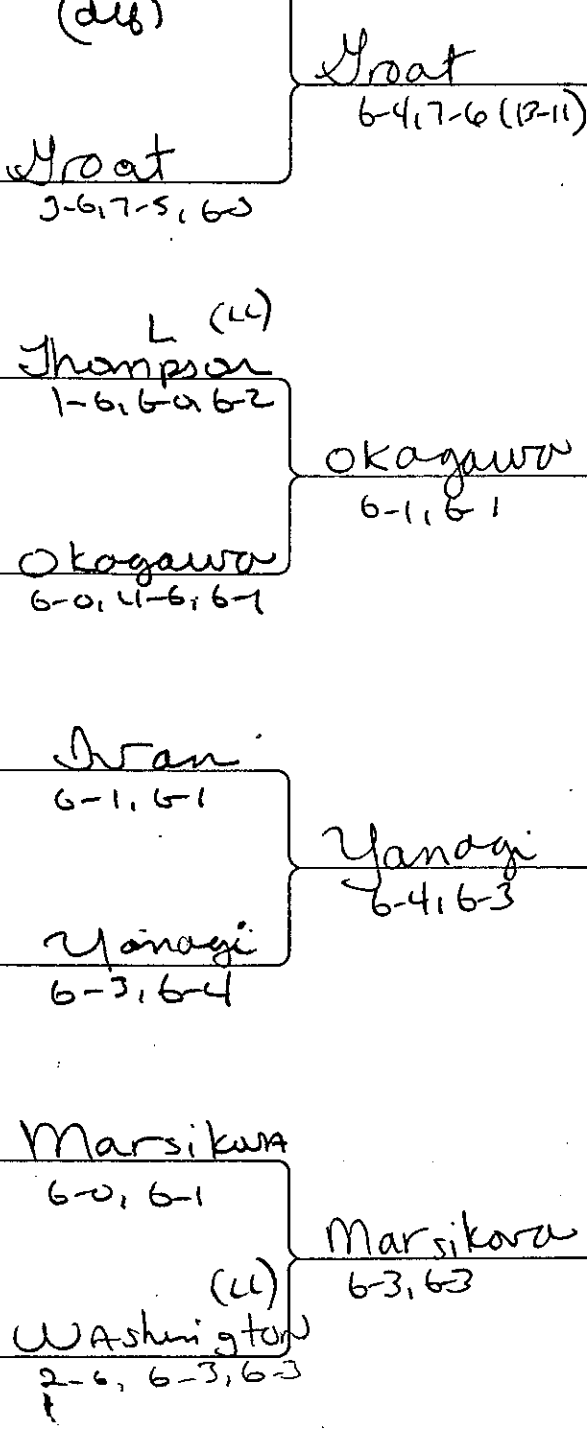 (def)
Groat
6-4, 7-6 (13-11)
Groat
3-6, 7-5, 6-3
L (LL)
Thompson
1-6, 6-0, 6-2
Okagawa
6-1, 6-1
Okagawa
6-0, 4-6, 6-1
Ivan
6-1, 6-1
Yanagi
6-4, 6-3
Yanagi
6-3, 6-4
Marsikova
6-0, 6-1
Marsikova
6-3, 6-3
(LL)
Washington
2-6, 6-3, 6-3